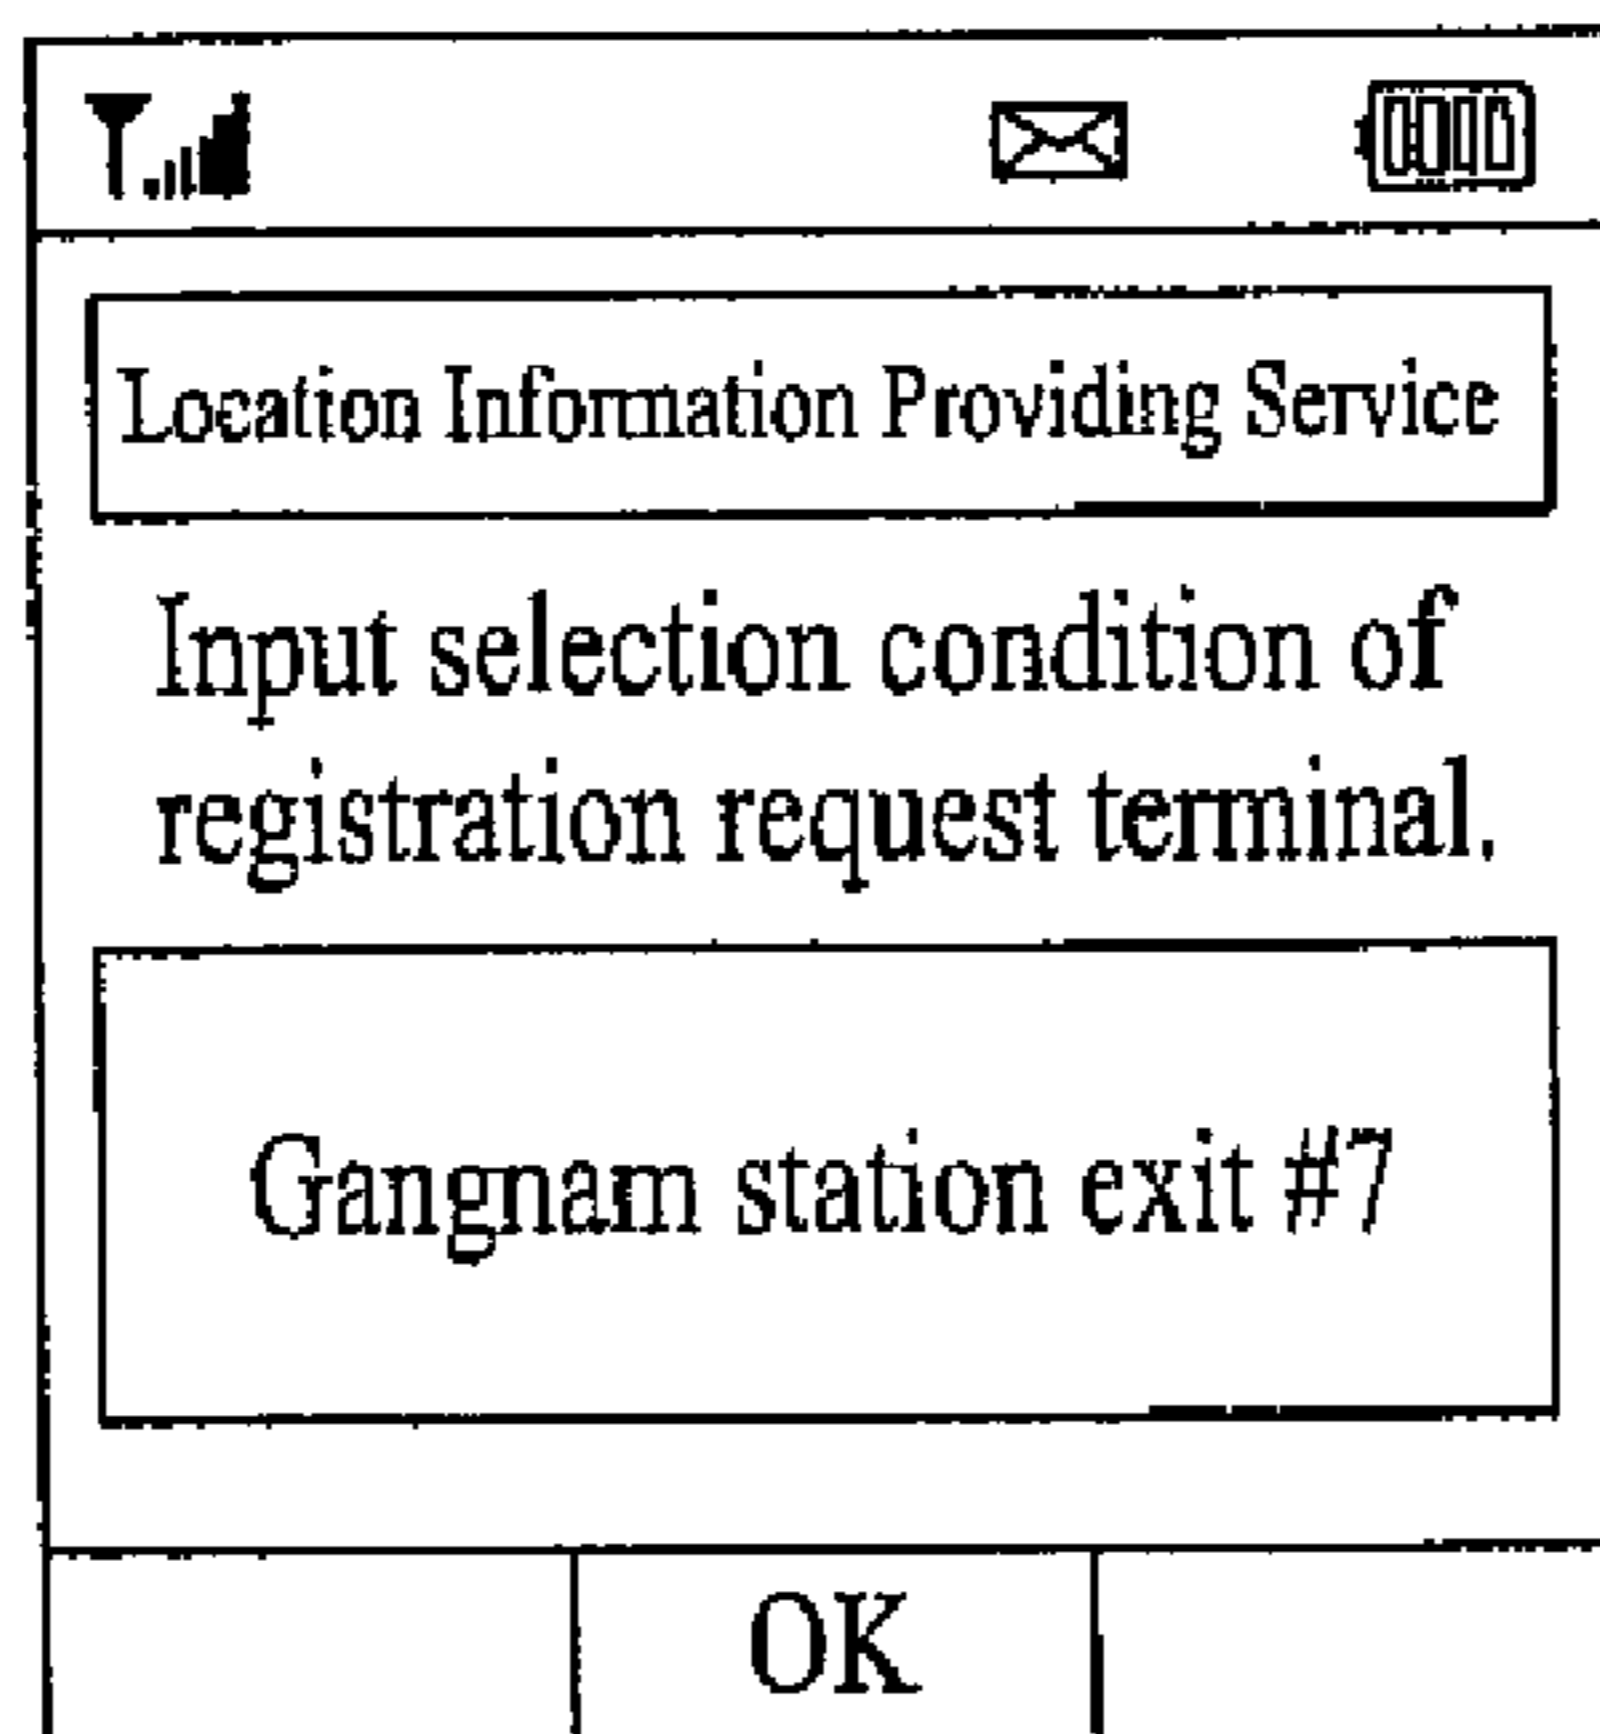 Location Information Providing Service
Input selection condition of
registration request terminal.
Gangnam station exit #7
OK